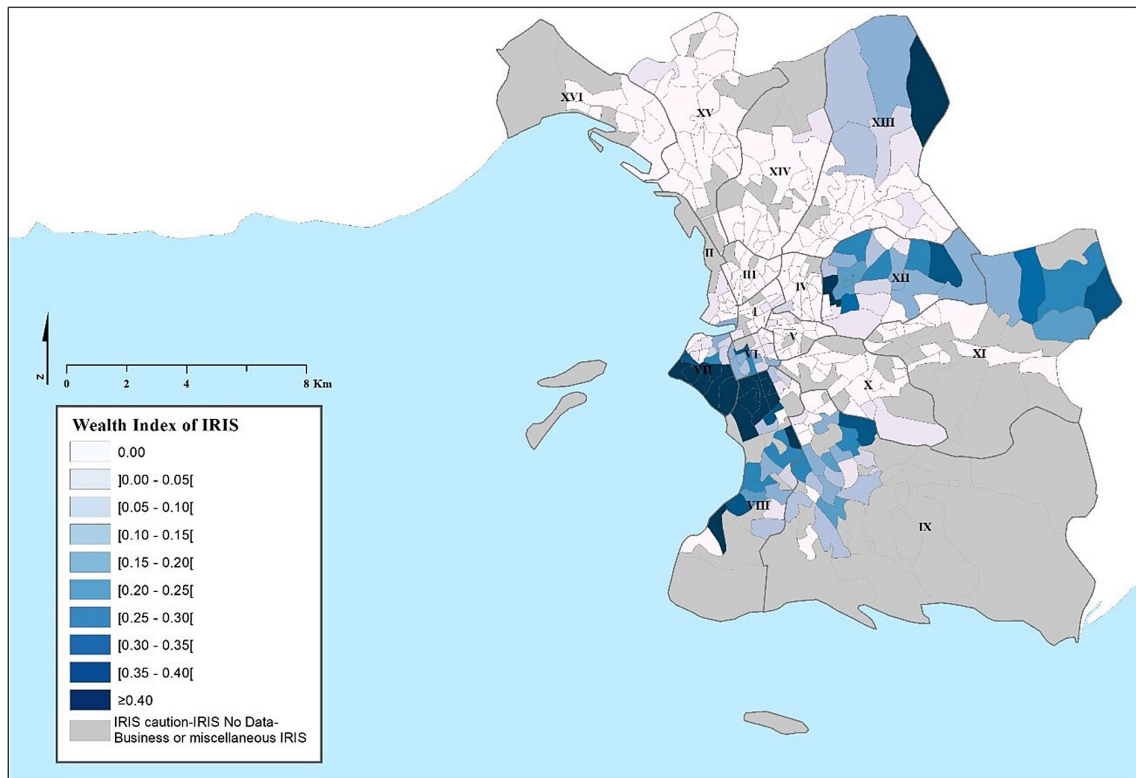 XVI
XV
XIII
XIV
II
III
IV
XII
I
V
VI
VII
XI
X
VIII
IX
N
0 2 4 8 Km
Wealth Index of IRIS
0.00
]0.00 - 0.05[
[0.05 - 0.10[
[0.10 - 0.15[
[0.15 - 0.20[
[0.20 - 0.25[
[0.25 - 0.30[
[0.30 - 0.35[
[0.35 - 0.40[
≥0.40
IRIS caution-IRIS No Data-
Business or miscellaneous IRIS